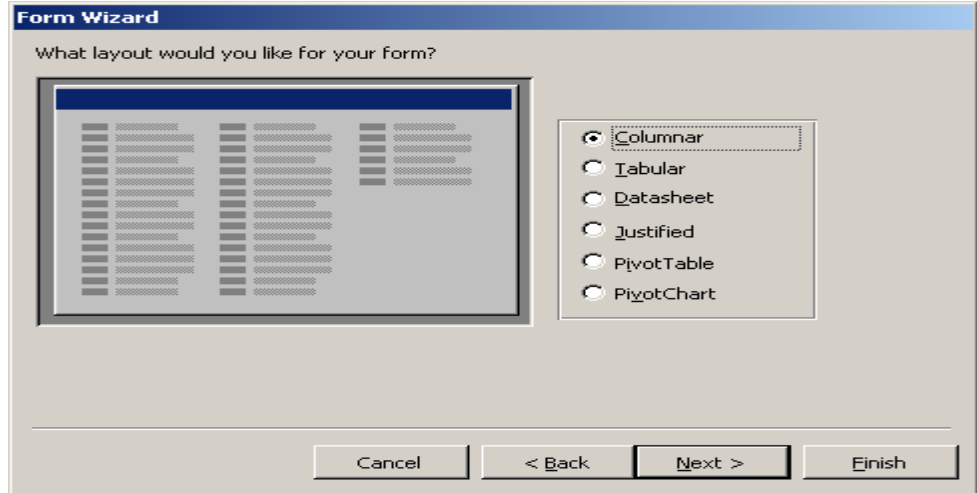 Form Wizard
What layout would you like for your form?
Columnar
Tabular
Datasheet
Justified
PivotTable
PivotChart
Cancel
< Back
Next >
Finish